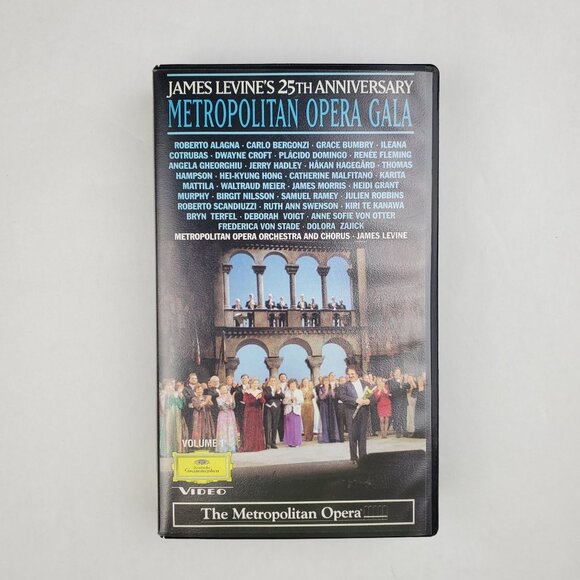 JAMES LEVINE'S 25TH ANNIVERSARY
METROPOLITAN OPERA GALA
ROBERTO ALAGNA · CARLO BERGONZI · GRACE BUMBRY · ILEANA
COTRUBAS · DWAYNE CROFT · PLÁCIDO DOMINGO · RENÉE FLEMING
ANGELA GHEORGHIU · JERRY HADLEY · HÅKAN HAGEGÅRD · THOMAS
HAMPSON · HEI-KYUNG HONG · CATHERINE MALFITANO · KARITA
MATTILA · WALTRAUD MEIER · JAMES MORRIS · HEIDI GRANT
MURPHY · BIRGIT NILSSON · SAMUEL RAMEY · JULIEN ROBBINS
ROBERTO SCANDIUZZI · RUTH ANN SWENSON · KIRI TE KANAWA
BRYN TERFEL · DEBORAH VOIGT · ANNE SOFIE VON OTTER
FREDERICA VON STADE · DOLORA ZAJICK
METROPOLITAN OPERA ORCHESTRA AND CHORUS · JAMES LEVINE
VOLUME 1
Deutsche
Grammophon
VIDEO
The Metropolitan Opera